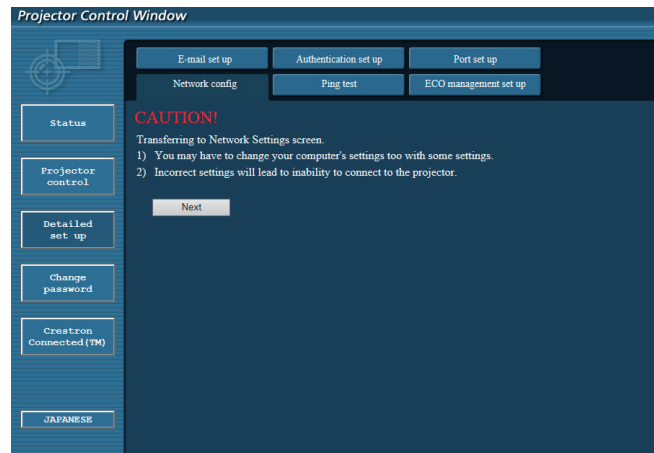 Projector Control Window
E-mail set up
Authentication set up
Port set up
Network config
Ping test
ECO management set up
Status
Projector
control
Detailed
set up
Change
password
Crestron
Connected(TM)
JAPANESE
CAUTION!
Transferring to Network Settings screen.
1) You may have to change your computer's settings too with some settings.
2) Incorrect settings will lead to inability to connect to the projector.
Next